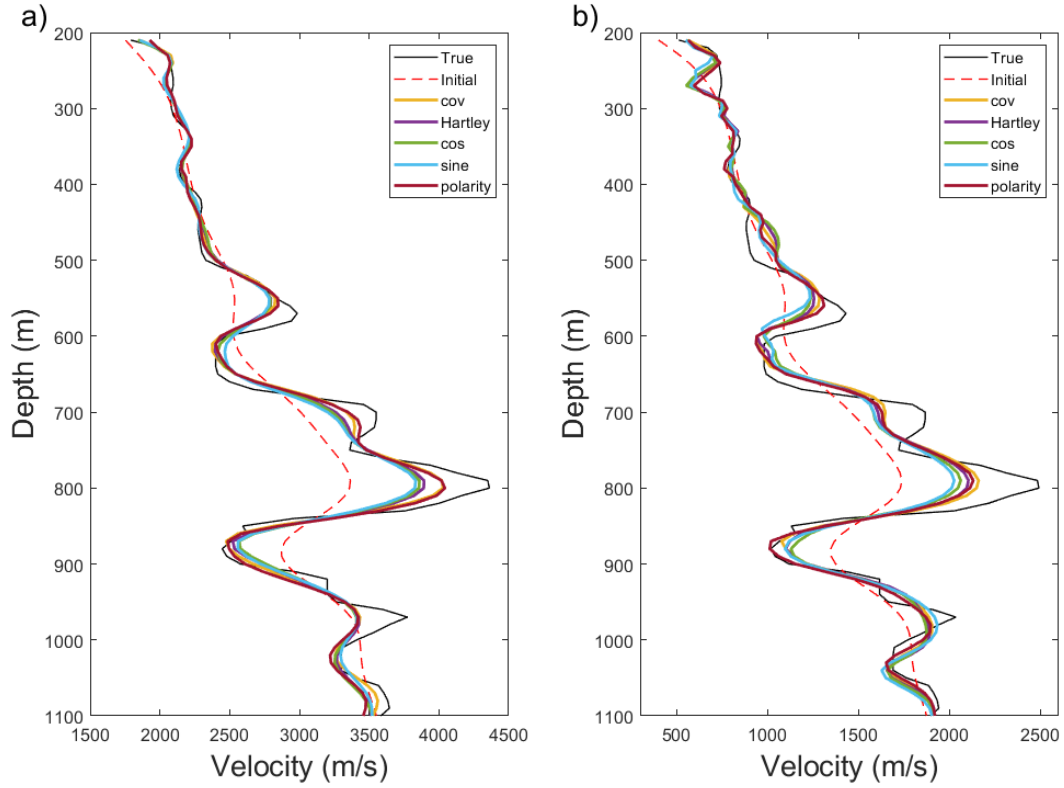 a)
200
300
400
500
600
700
800
900
1000
1100
Depth (m)
1500
2000
2500
3000
3500
4000
4500
Velocity (m/s)
True
Initial
cov
Hartley
cos
sine
polarity
b)
200
300
400
500
600
700
800
900
1000
1100
Depth (m)
500
1000
1500
2000
2500
Velocity (m/s)
True
Initial
cov
Hartley
cos
sine
polarity